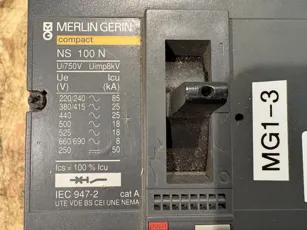 MERLIN GERIN
compact
NS 100 N
Ui750V Uimp8kV
Ue Icu
(V) (kA)
220/240 85
380/415 25
440 25
500 18
525 18
660/690 8
250 50
Ics = 100 % Icu
IEC 947-2 cat A
UTE VDE BS CEI UNE NEMA
MG1-3